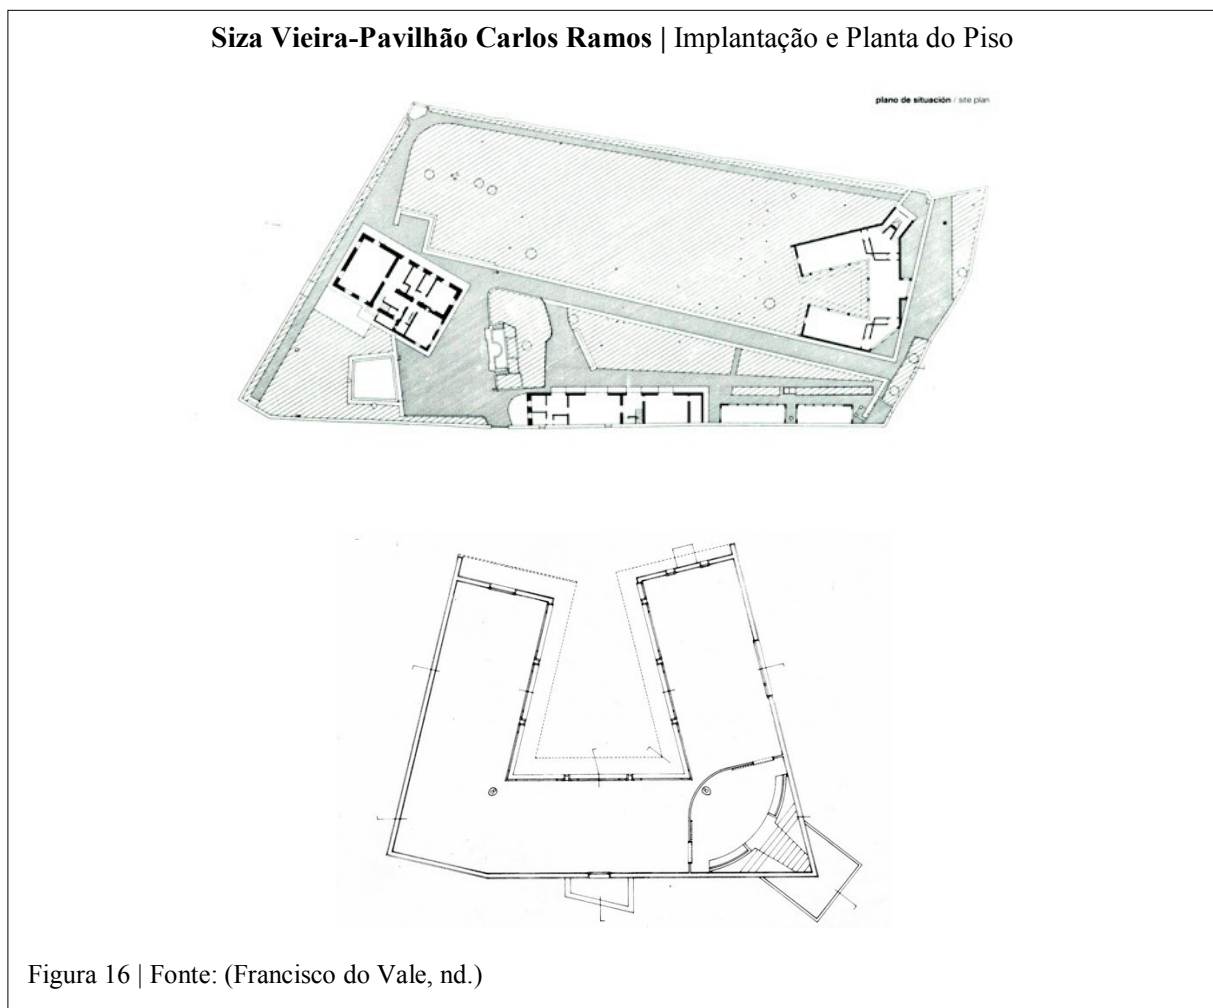 Siza Vieira-Pavilhão Carlos Ramos | Implantação e Planta do Piso
plano de situación / site plan
Figura 16 | Fonte: (Francisco do Vale, nd.)